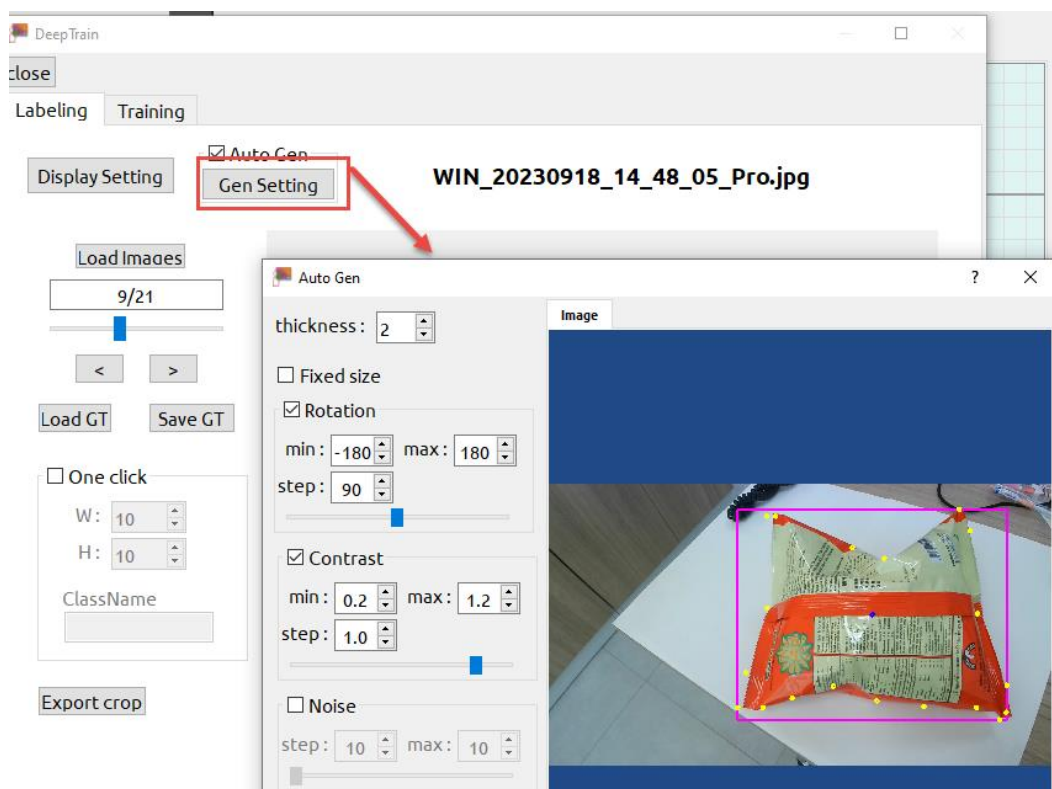 DeepTrain
close
Labeling Training
Auto Gen
Display Setting Gen Setting WIN_20230918_14_48_05_Pro.jpg
Load Images
9/21
< >
Load GT Save GT
One click
W: 10
H: 10
ClassName
Export crop
Auto Gen ?
thickness: 2
Image
Fixed size
Rotation
min: -180 max: 180
step: 90
Contrast
min: 0.2 max: 1.2
step: 1.0
Noise
step: 10 max: 10